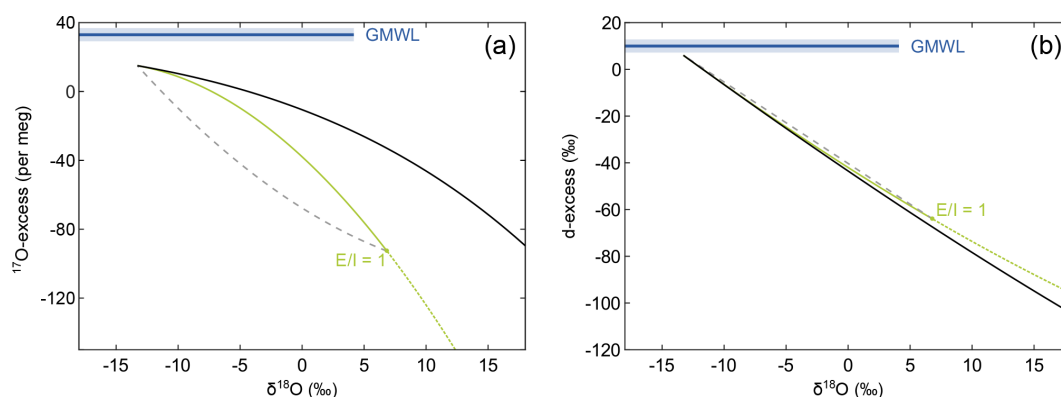 40
0
-40
-80
-120
¹⁷O-excess (per meg)
GMWL
(a)
E/I = 1
-15
-10
-5
0
5
10
15
δ¹⁸O (‰)
20
0
-20
-40
-60
-80
-100
-120
d-excess (‰)
GMWL
(b)
E/I = 1
-15
-10
-5
0
5
10
15
δ¹⁸O (‰)